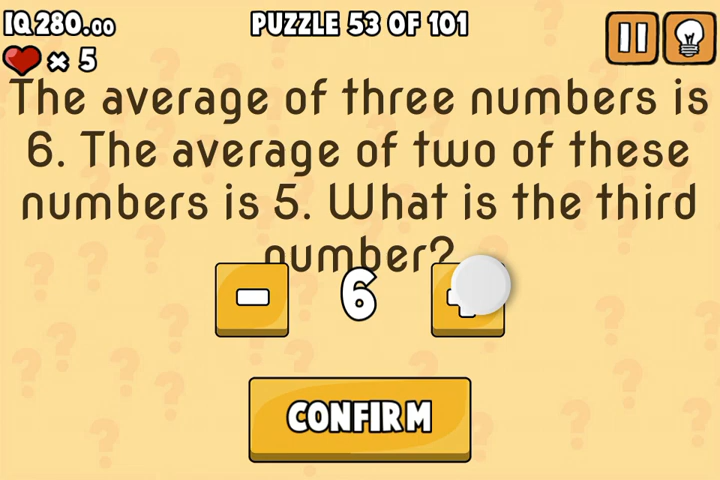 IQ280.00
PUZZLE 53 OF 101
× 5
The average of three numbers is
6. The average of two of these
numbers is 5. What is the third
number?
- 6 +
CONFIRM